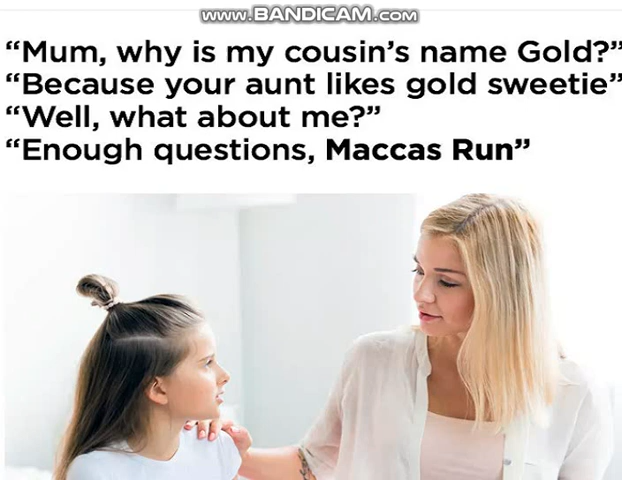 www.BANDICAM.COM
“Mum, why is my cousin’s name Gold?”
“Because your aunt likes gold sweetie”
“Well, what about me?”
“Enough questions, Maccas Run”